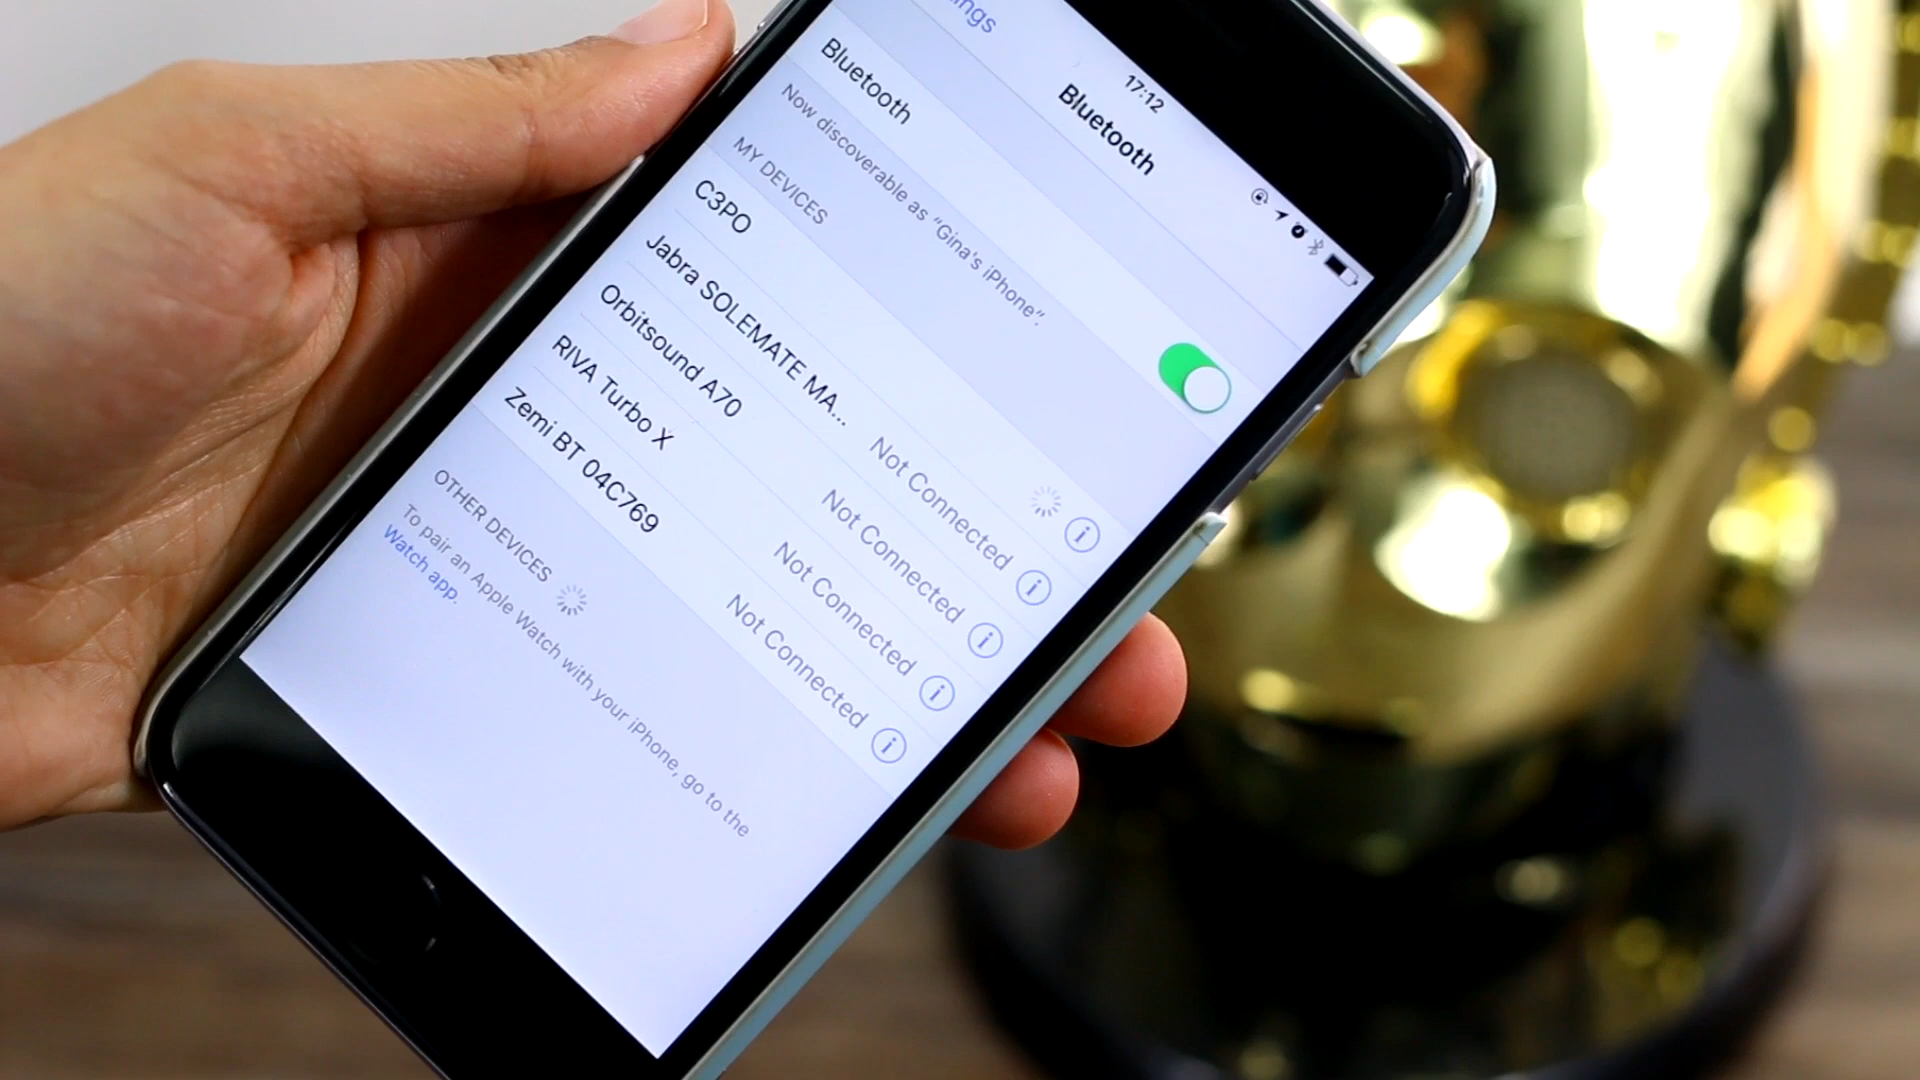 ings
17:12
Bluetooth
Bluetooth
Now discoverable as “Gina's iPhone”.
MY DEVICES
C3PO
Jabra SOLEMATE MA... Not Connected
Orbitsound A70 Not Connected
RIVA Turbo X Not Connected
Zemi BT 04C769 Not Connected
OTHER DEVICES
To pair an Apple Watch with your iPhone, go to the
Watch app.